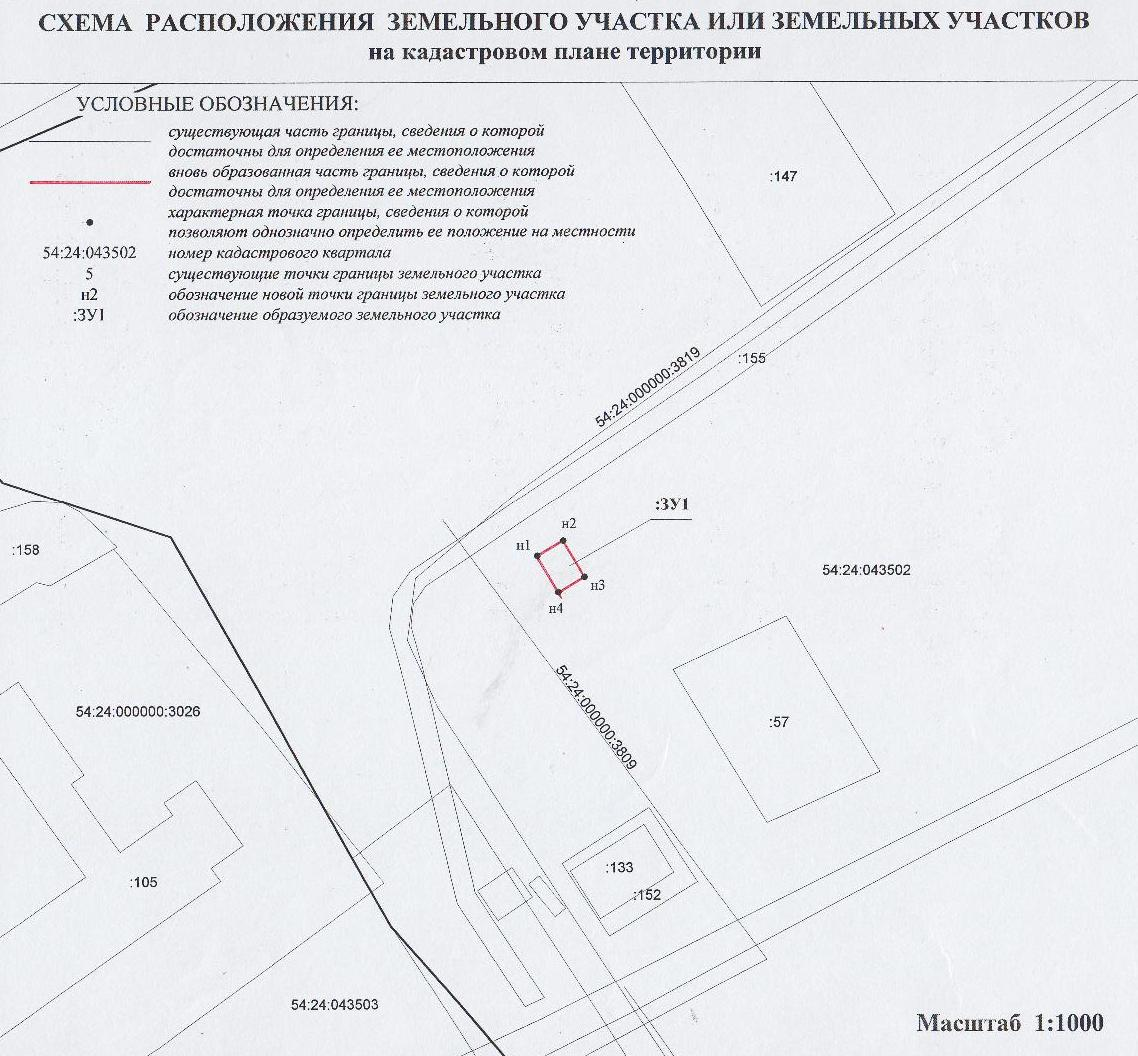 СХЕМА РАСПОЛОЖЕНИЯ ЗЕМЕЛЬНОГО УЧАСТКА ИЛИ ЗЕМЕЛЬНЫХ УЧАСТКОВ
на кадастровом плане территории
УСЛОВНЫЕ ОБОЗНАЧЕНИЯ:
существующая часть границы, сведения о которой
достаточны для определения ее местоположения
вновь образованная часть границы, сведения о которой
достаточны для определения ее местоположения
характерная точка границы, сведения о которой
позволяют однозначно определить ее положение на местности
54:24:043502 номер кадастрового квартала
5 существующие точки границы земельного участка
н2 обозначение новой точки границы земельного участка
:ЗУ1 обозначение образуемого земельного участка
:147
:155
54:24:000000:3819
:ЗУ1
н2
н1
н3
н4
:158
54:24:043502
54:24:000000:3809
54:24:000000:3026
:57
:133
:152
:105
54:24:043503
Масштаб 1:1000